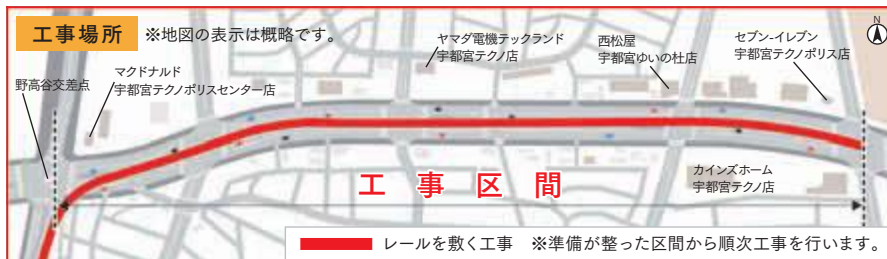 工事場所 ※地図の表示は概略です。
N
野高谷交差点
マクドナルド
宇都宮テクノポリスセンター店
ヤマダ電機テックランド
宇都宮テクノ店
西松屋
宇都宮ゆいの杜店
セブン-イレブン
宇都宮テクノポリス店
カインズホーム
宇都宮テクノ店
工事区間
レールを敷く工事 ※準備が整った区間から順次工事を行います。